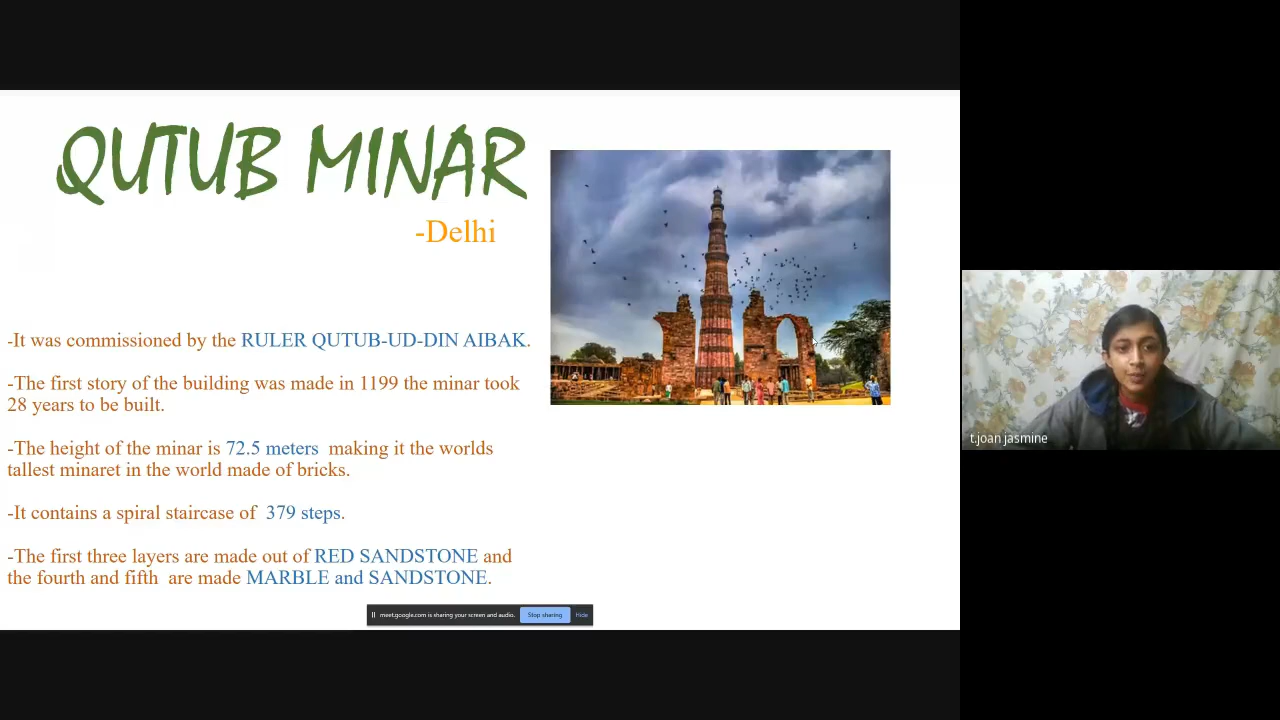 QUTUB MINAR
-Delhi
-It was commissioned by the RULER QUTUB-UD-DIN AIBAK.
-The first story of the building was made in 1199 the minar took
28 years to be built.
-The height of the minar is 72.5 meters  making it the worlds
tallest minaret in the world made of bricks.
-It contains a spiral staircase of  379 steps.
-The first three layers are made out of RED SANDSTONE and
the fourth and fifth  are made MARBLE and SANDSTONE.
meet.google.com is sharing your screen and audio. Stop sharing Hide
t.joan jasmine